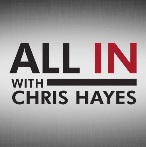 ALL IN
WITH
CHRIS HAYES